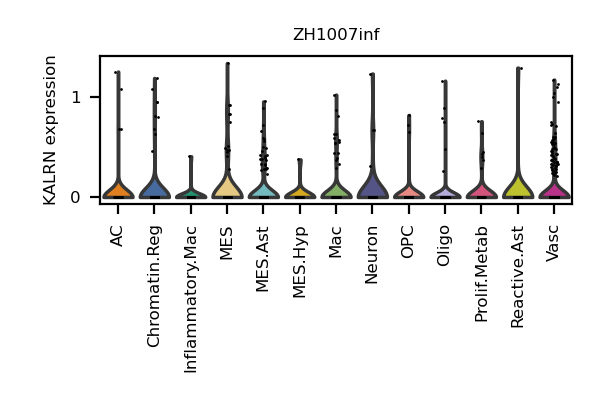 ZH1007inf
KALRN expression
1
0
AC
Chromatin.Reg
Inflammatory.Mac
MES
MES.Ast
MES.Hyp
Mac
Neuron
OPC
Oligo
Prolif.Metab
Reactive.Ast
Vasc